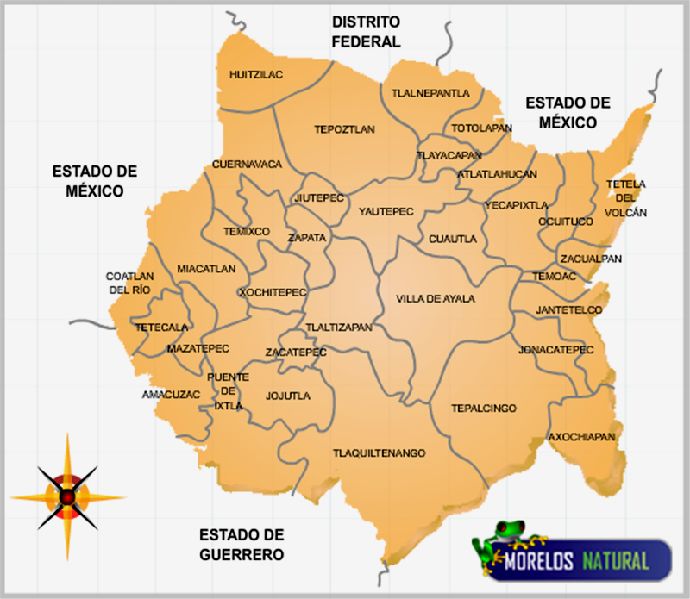 DISTRITO
FEDERAL
HUITZILAC
TLALNEPANTLA
ESTADO DE
MÉXICO
TEPOZTLAN
TOTOLAPAN
TLAYACAPAN
CUERNAVACA
ATLATLAHUCAN
ESTADO DE
MÉXICO
JIUTEPEC
YAUTEPEC
YECAPIXTLA
TETELA
DEL
VOLCÁN
OCUITUCO
TEMIXCO
ZAPATA
CUAUTLA
ZACUALPAN
MIACATLAN
TEMOAC
COATLAN
DEL RÍO
XOCHITEPEC
VILLA DE AYALA
JANTETELCO
TETECALA
TLALTIZAPAN
MAZATEPEC
ZACATEPEC
JONACATEPEC
PUENTE
DE
IXTLA
AMACUZAC
JOJUTLA
TEPALCINGO
AXOCHIAPAN
TLAQUILTENANGO
ESTADO DE
GUERRERO
MORELOS NATURAL